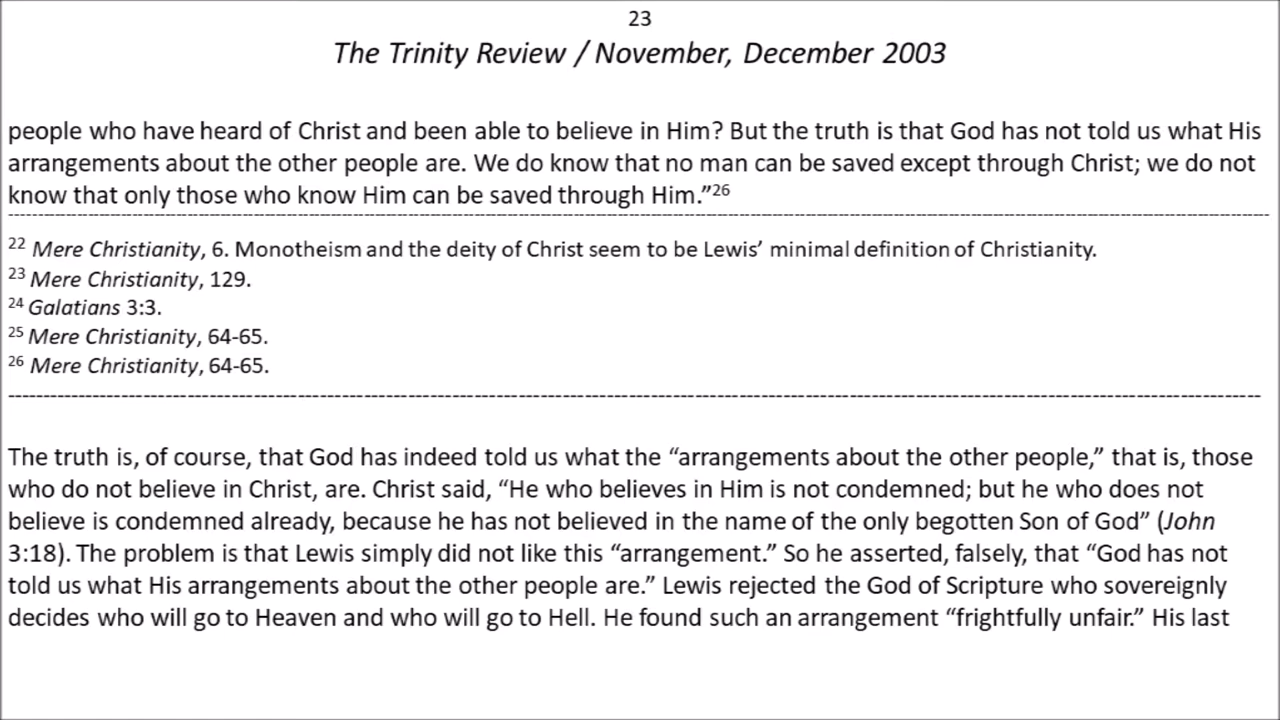 23
The Trinity Review / November, December 2003
people who have heard of Christ and been able to believe in Him? But the truth is that God has not told us what His
arrangements about the other people are. We do know that no man can be saved except through Christ; we do not
know that only those who know Him can be saved through Him.”26
22 Mere Christianity, 6. Monotheism and the deity of Christ seem to be Lewis’ minimal definition of Christianity.
23 Mere Christianity, 129.
24 Galatians 3:3.
25 Mere Christianity, 64-65.
26 Mere Christianity, 64-65.
The truth is, of course, that God has indeed told us what the “arrangements about the other people,” that is, those
who do not believe in Christ, are. Christ said, “He who believes in Him is not condemned; but he who does not
believe is condemned already, because he has not believed in the name of the only begotten Son of God” (John
3:18). The problem is that Lewis simply did not like this “arrangement.” So he asserted, falsely, that “God has not
told us what His arrangements about the other people are.” Lewis rejected the God of Scripture who sovereignly
decides who will go to Heaven and who will go to Hell. He found such an arrangement “frightfully unfair.” His last